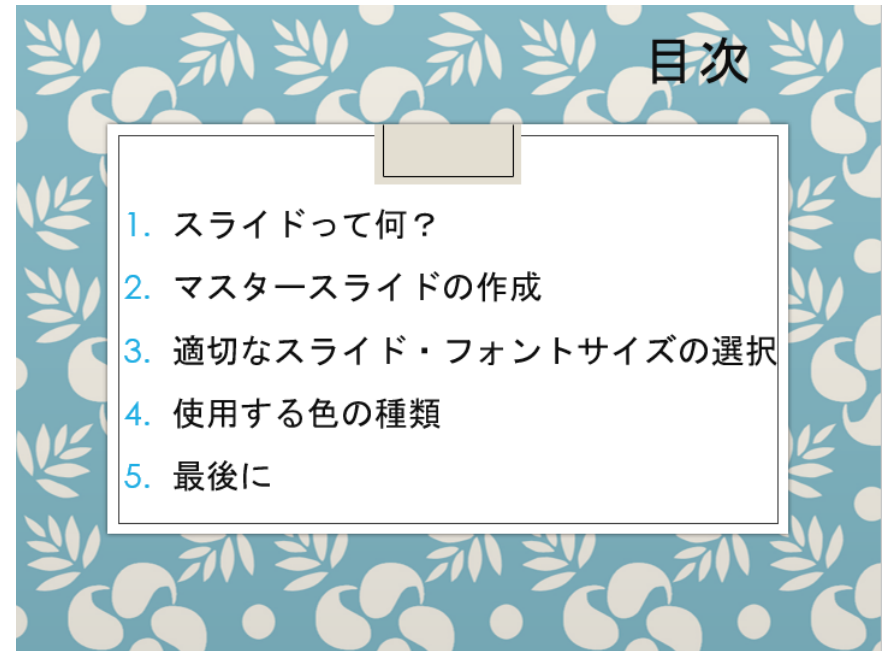 目次
1. スライドって何？
2. マスタースライドの作成
3. 適切なスライド・フォントサイズの選択
4. 使用する色の種類
5. 最後に